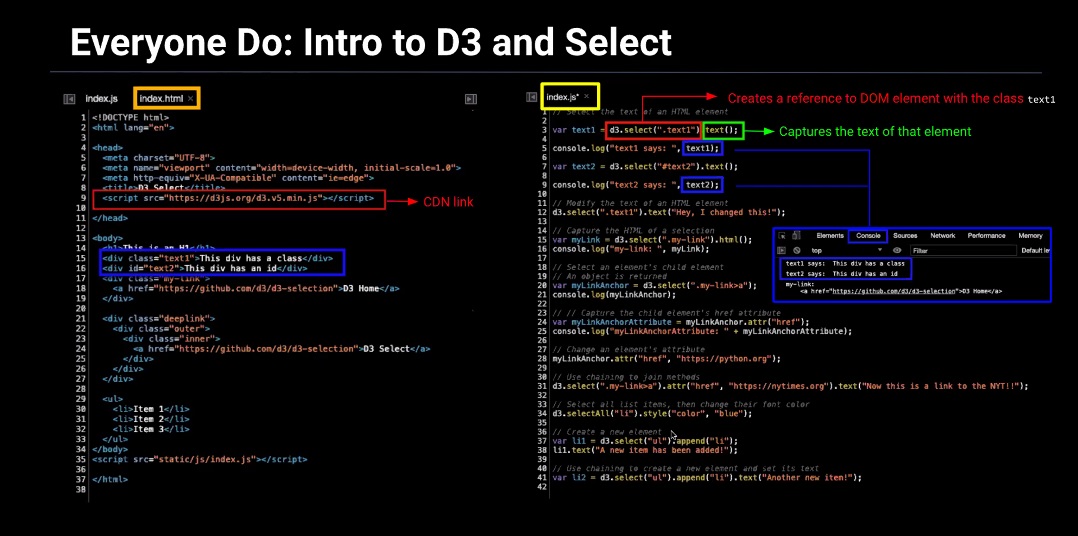 Everyone Do: Intro to D3 and Select
index.js index.html ×
1 <!DOCTYPE html>
2 <html lang="en">
3
4 <head>
5 <meta charset="UTF-8">
6 <meta name="viewport" content="width=device-width, initial-scale=1.0">
7 <meta http-equiv="X-UA-Compatible" content="ie=edge">
8 <title>D3 Select</title>
9 <script src="https://d3js.org/d3.v5.min.js"></script>
CDN link
10
11 </head>
12
13 <body>
14 <h1>This is an H1</h1>
15 <div class="text1">This div has a class</div>
16 <div id="text2">This div has an id</div>
17 <div class="my-link">
18 <a href="https://github.com/d3/d3-selection">D3 Home</a>
19 </div>
20
21 <div class="deeplink">
22 <div class="outer">
23 <div class="inner">
24 <a href="https://github.com/d3/d3-selection">D3 Select</a>
25 </div>
26 </div>
27 </div>
28
29 <ul>
30 <li>Item 1</li>
31 <li>Item 2</li>
32 <li>Item 3</li>
33 </ul>
34 </body>
35 <script src="static/js/index.js"></script>
36
37 </html>
38
index.js* ×
Creates a reference to DOM element with the class text1
1 // Select the text of an HTML element
2
3 var text1 = d3.select(".text1").text();
Captures the text of that element
4
5 console.log("text1 says: ", text1);
6
7 var text2 = d3.select("#text2").text();
8
9 console.log("text2 says: ", text2);
10
11 // Modify the text of an HTML element
12 d3.select(".text1").text("Hey, I changed this!");
13
14 // Capture the HTML of a selection
15 var myLink = d3.select(".my-link").html();
16 console.log("my-link: ", myLink);
17
18 // Select an element's child element
19 // An object is returned
20 var myLinkAnchor = d3.select(".my-link>a");
21 console.log(myLinkAnchor);
22
23 // // Capture the child element's href attribute
24 var myLinkAnchorAttribute = myLinkAnchor.attr("href");
25 console.log("myLinkAnchorAttribute: " + myLinkAnchorAttribute);
26
27 // Change an element's attribute
28 myLinkAnchor.attr("href", "https://python.org");
29
30 // Use chaining to join methods
31 d3.select(".my-link>a").attr("href", "https://nytimes.org").text("Now this is a link to the NYT!!");
32
33 // Select all list items, then change their font color
34 d3.selectAll("li").style("color", "blue");
35
36 // Create a new element
37 var li1 = d3.select("ul").append("li");
38 li1.text("A new item has been added!");
39
40 // Use chaining to create a new element and set its text
41 var li2 = d3.select("ul").append("li").text("Another new item!");
42
Elements Console Sources Network Performance Memory
top Filter Default le
text1 says: This div has a class
text2 says: This div has an id
my-link:
<a href="https://github.com/d3/d3-selection">D3 Home</a>